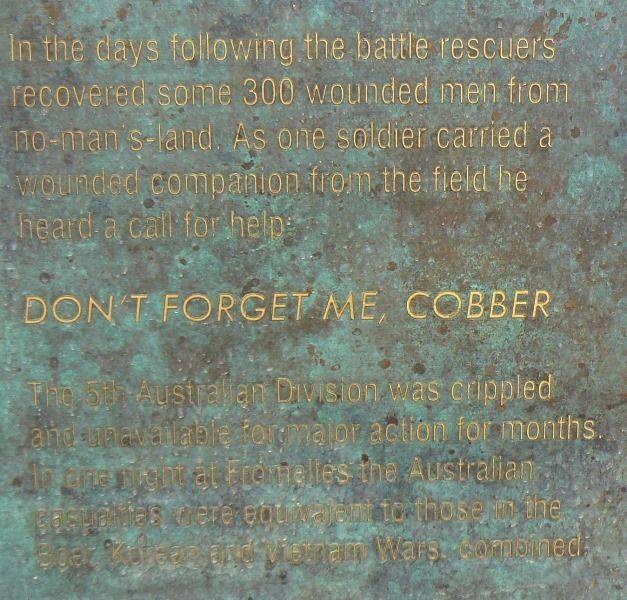 In the days following the battle rescuers
recovered some 300 wounded men from
no-man's-land. As one soldier carried a
wounded companion from the field he
heard a call for help:
DON'T FORGET ME, COBBER
The 5th Australian Division was crippled
and unavailable for major action for months.
In one night at Fromelles the Australian
casualties were equivalent to those in the
Boer, Korean and Vietnam Wars, combined.